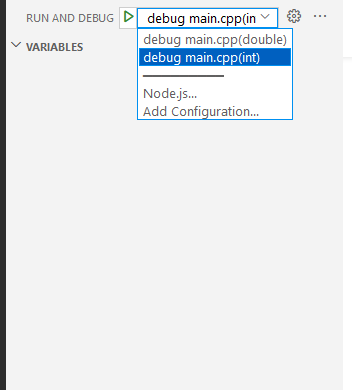 RUN AND DEBUG
debug main.cpp(in
VARIABLES
debug main.cpp(double)
debug main.cpp(int)
Node.js...
Add Configuration...